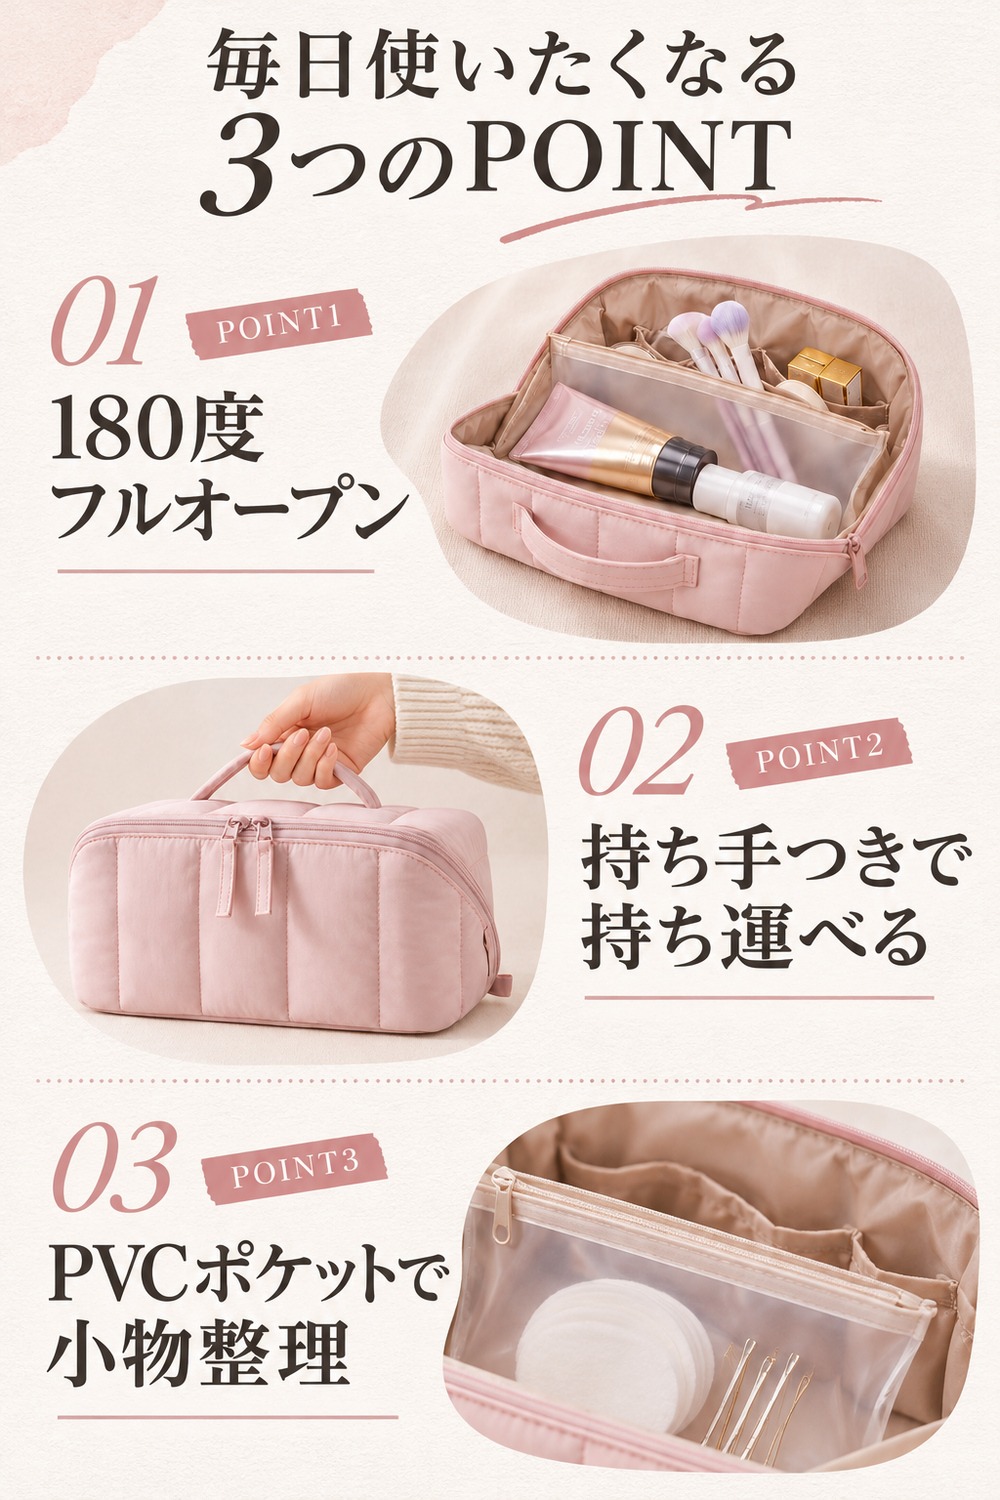 毎日使いたくなる
3つのPOINT
01
POINT1
180度
フルオープン
02
POINT2
持ち手つきで
持ち運べる
03
POINT3
PVCポケットで
小物整理